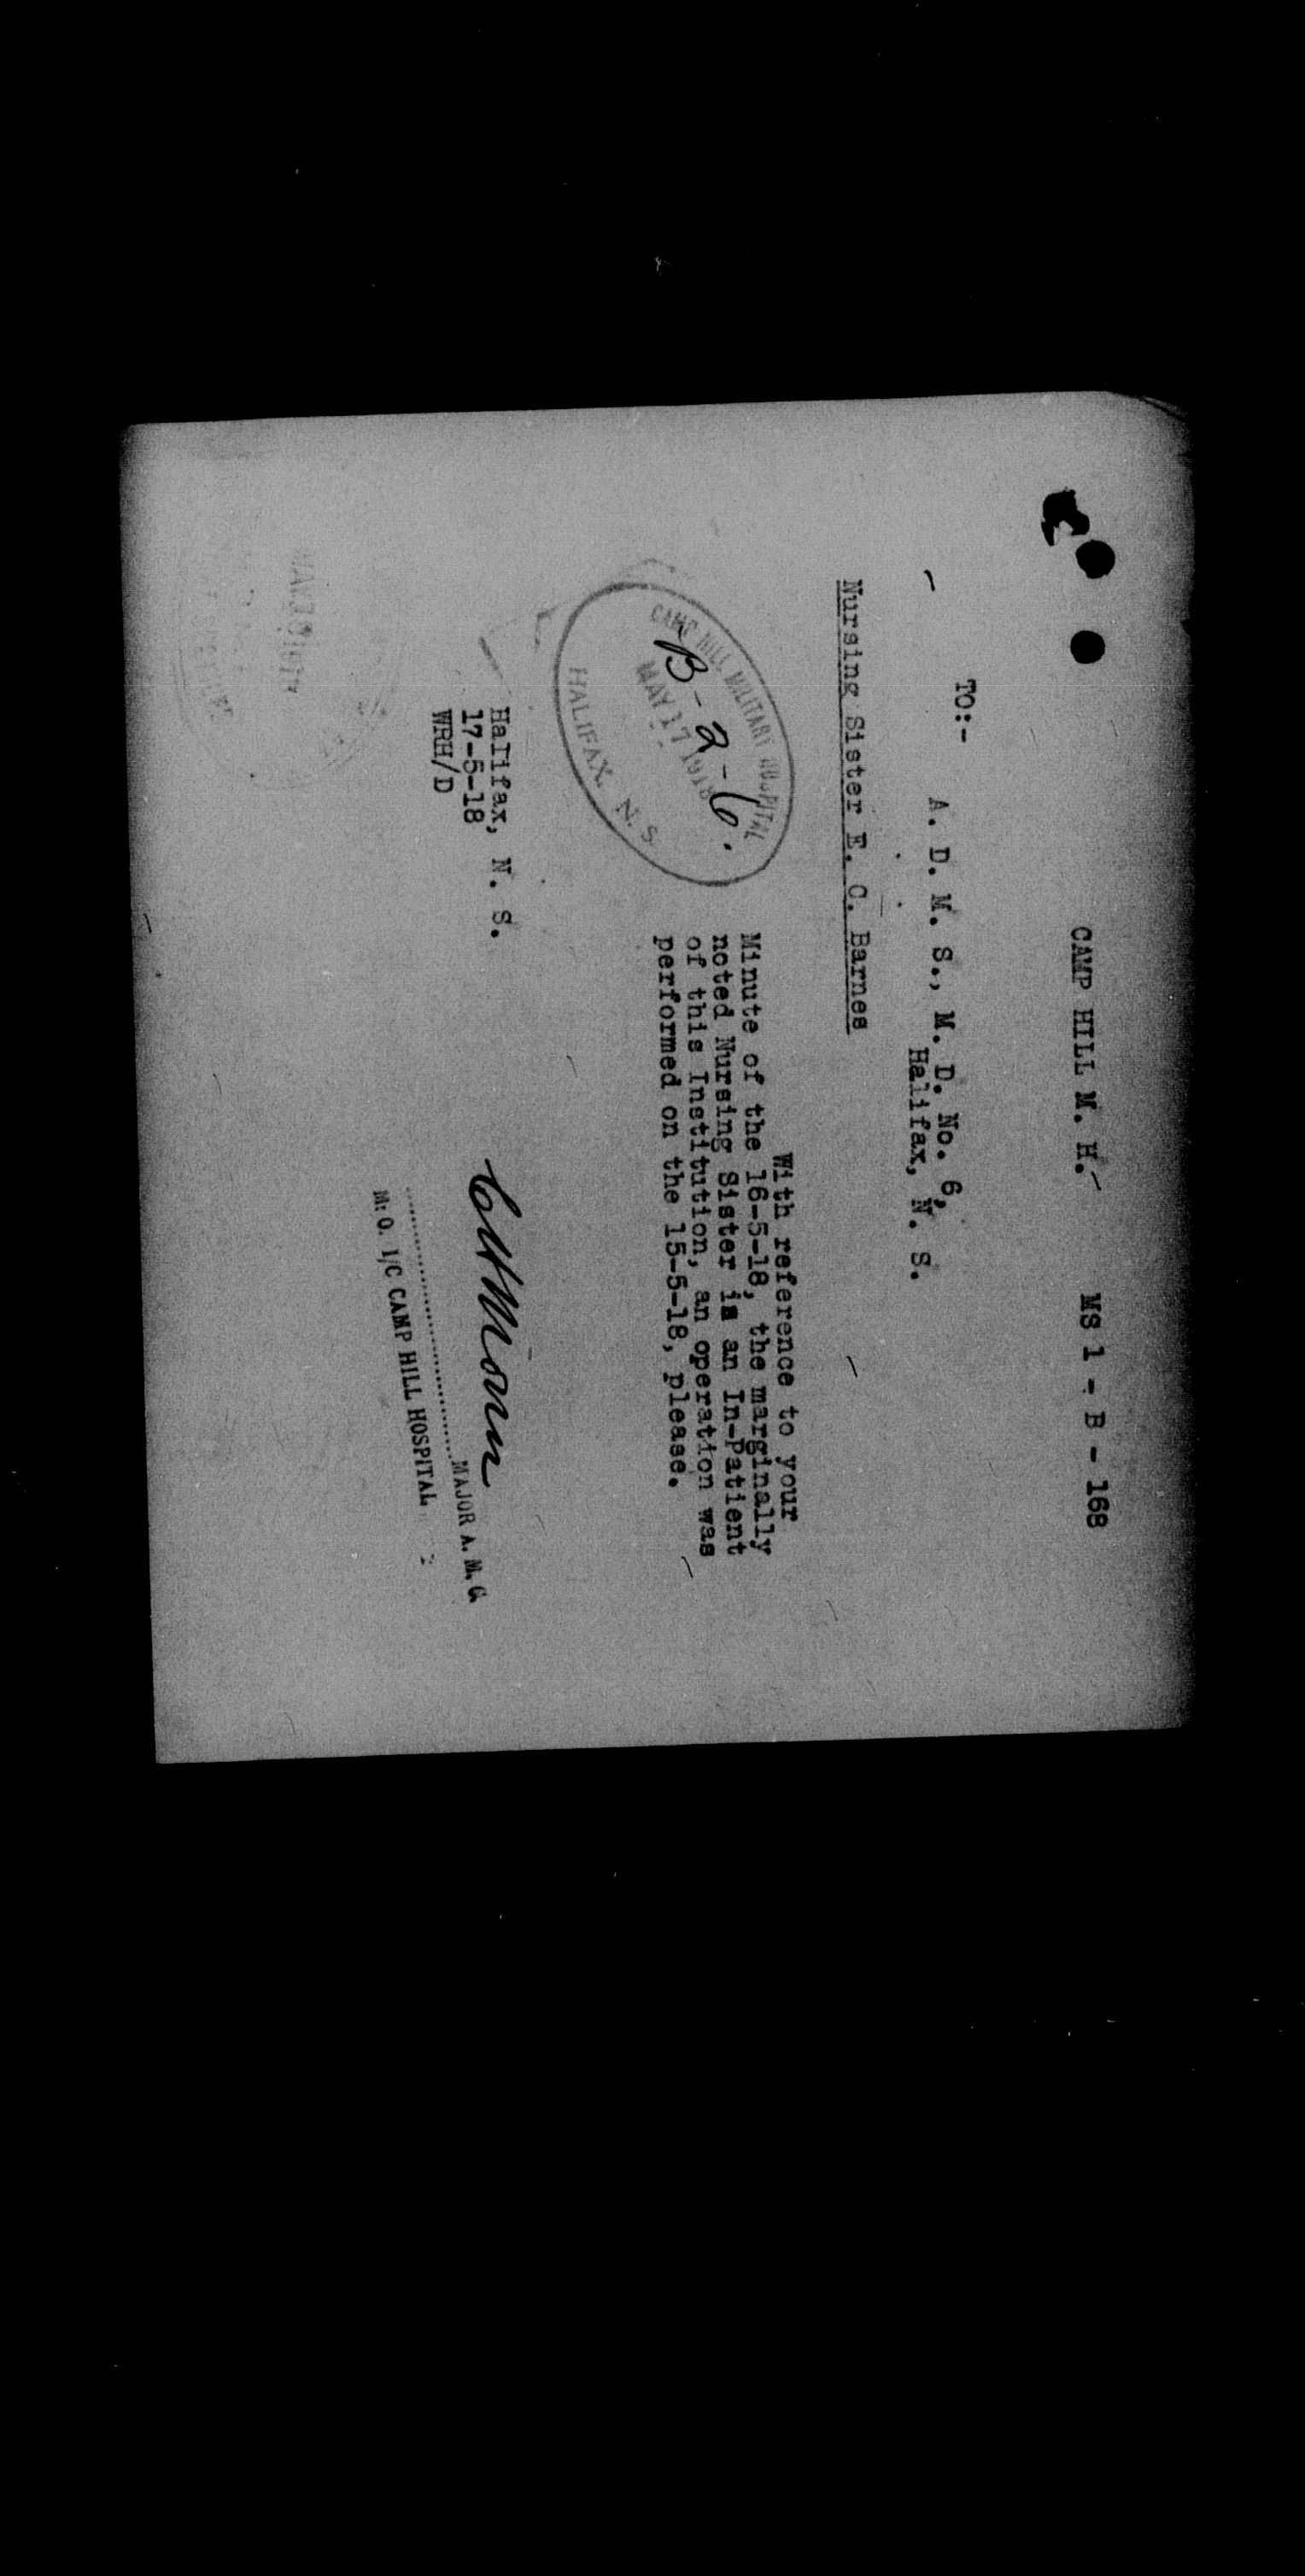 CAMP HILL M. H. MS 1 - B - 168
TO:-
A. D. M. S., M. D. No. 6,
Halifax, N. S.
Nursing Sister E. C. Barnes
With reference to your
Minute of the 16-5-18, the marginally
noted Nursing Sister is an In-Patient
of this Institution, an operation was
performed on the 15-5-18, please.
CAMP HILL MILITARY HOSPITAL
B-2-6.
MAY 17 1918
HALIFAX, N. S.
Halifax, N. S.
17-5-18
WRH/D
MAJOR A. M. C.
M. O. I/C CAMP HILL HOSPITAL